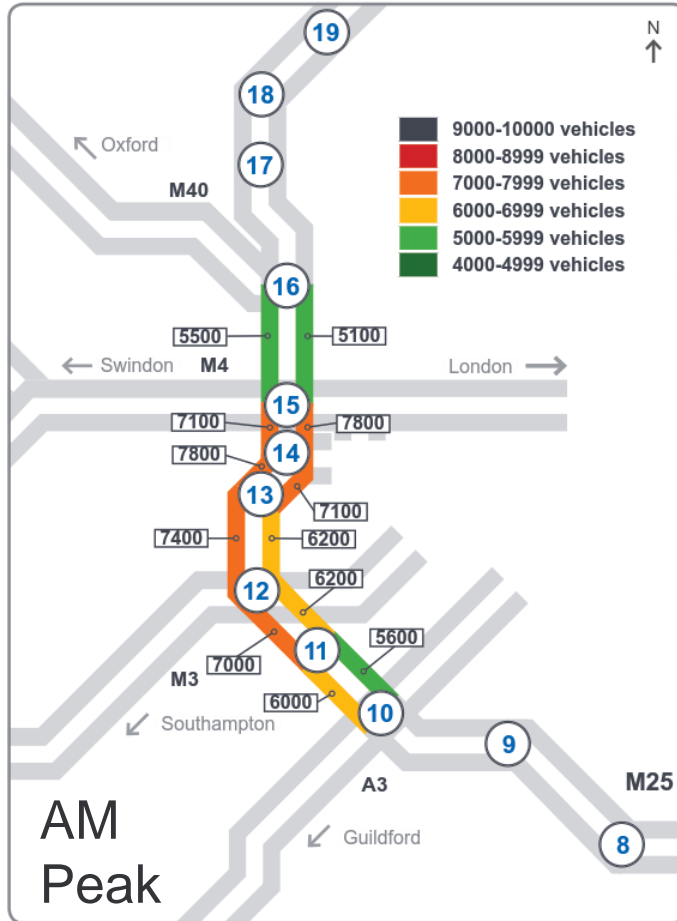 19
N
18
Oxford
17
M40
9000-10000 vehicles
8000-8999 vehicles
7000-7999 vehicles
6000-6999 vehicles
5000-5999 vehicles
4000-4999 vehicles
16
5500
5100
Swindon
M4
London
15
7100
7800
14
7800
13
7100
7400
6200
12
6200
11
5600
7000
M3
6000
10
Southampton
9
A3
M25
Guildford
8
AM
Peak